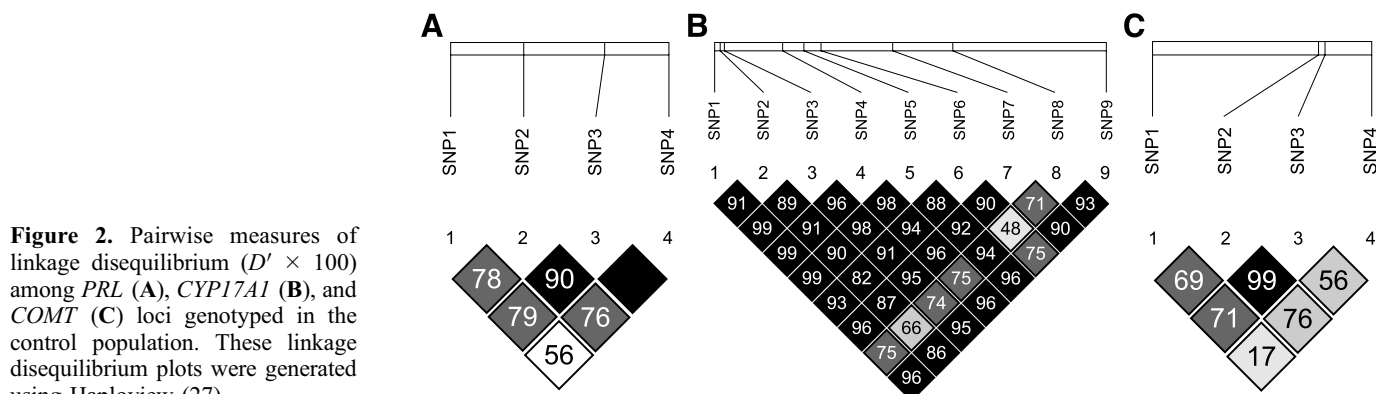 A
B
C
SNP1
SNP2
SNP3
SNP4
SNP1
SNP2
SNP3
SNP4
SNP5
SNP6
SNP7
SNP8
SNP9
SNP1
SNP2
SNP3
SNP4
1 2 3 4
78 90
79 76
56
1 2 3 4 5 6 7 8 9
91 89 96 98 88 90 71 93
99 91 98 94 92 48 90
99 90 91 96 94 75
99 82 95 75 96
93 87 74 96
96 66 95
75 86
96
1 2 3 4
69 99 56
71 76
17
Figure 2. Pairwise measures of
linkage disequilibrium (D′ × 100)
among PRL (A), CYP17A1 (B), and
COMT (C) loci genotyped in the
control population. These linkage
disequilibrium plots were generated
using Haploview (27)